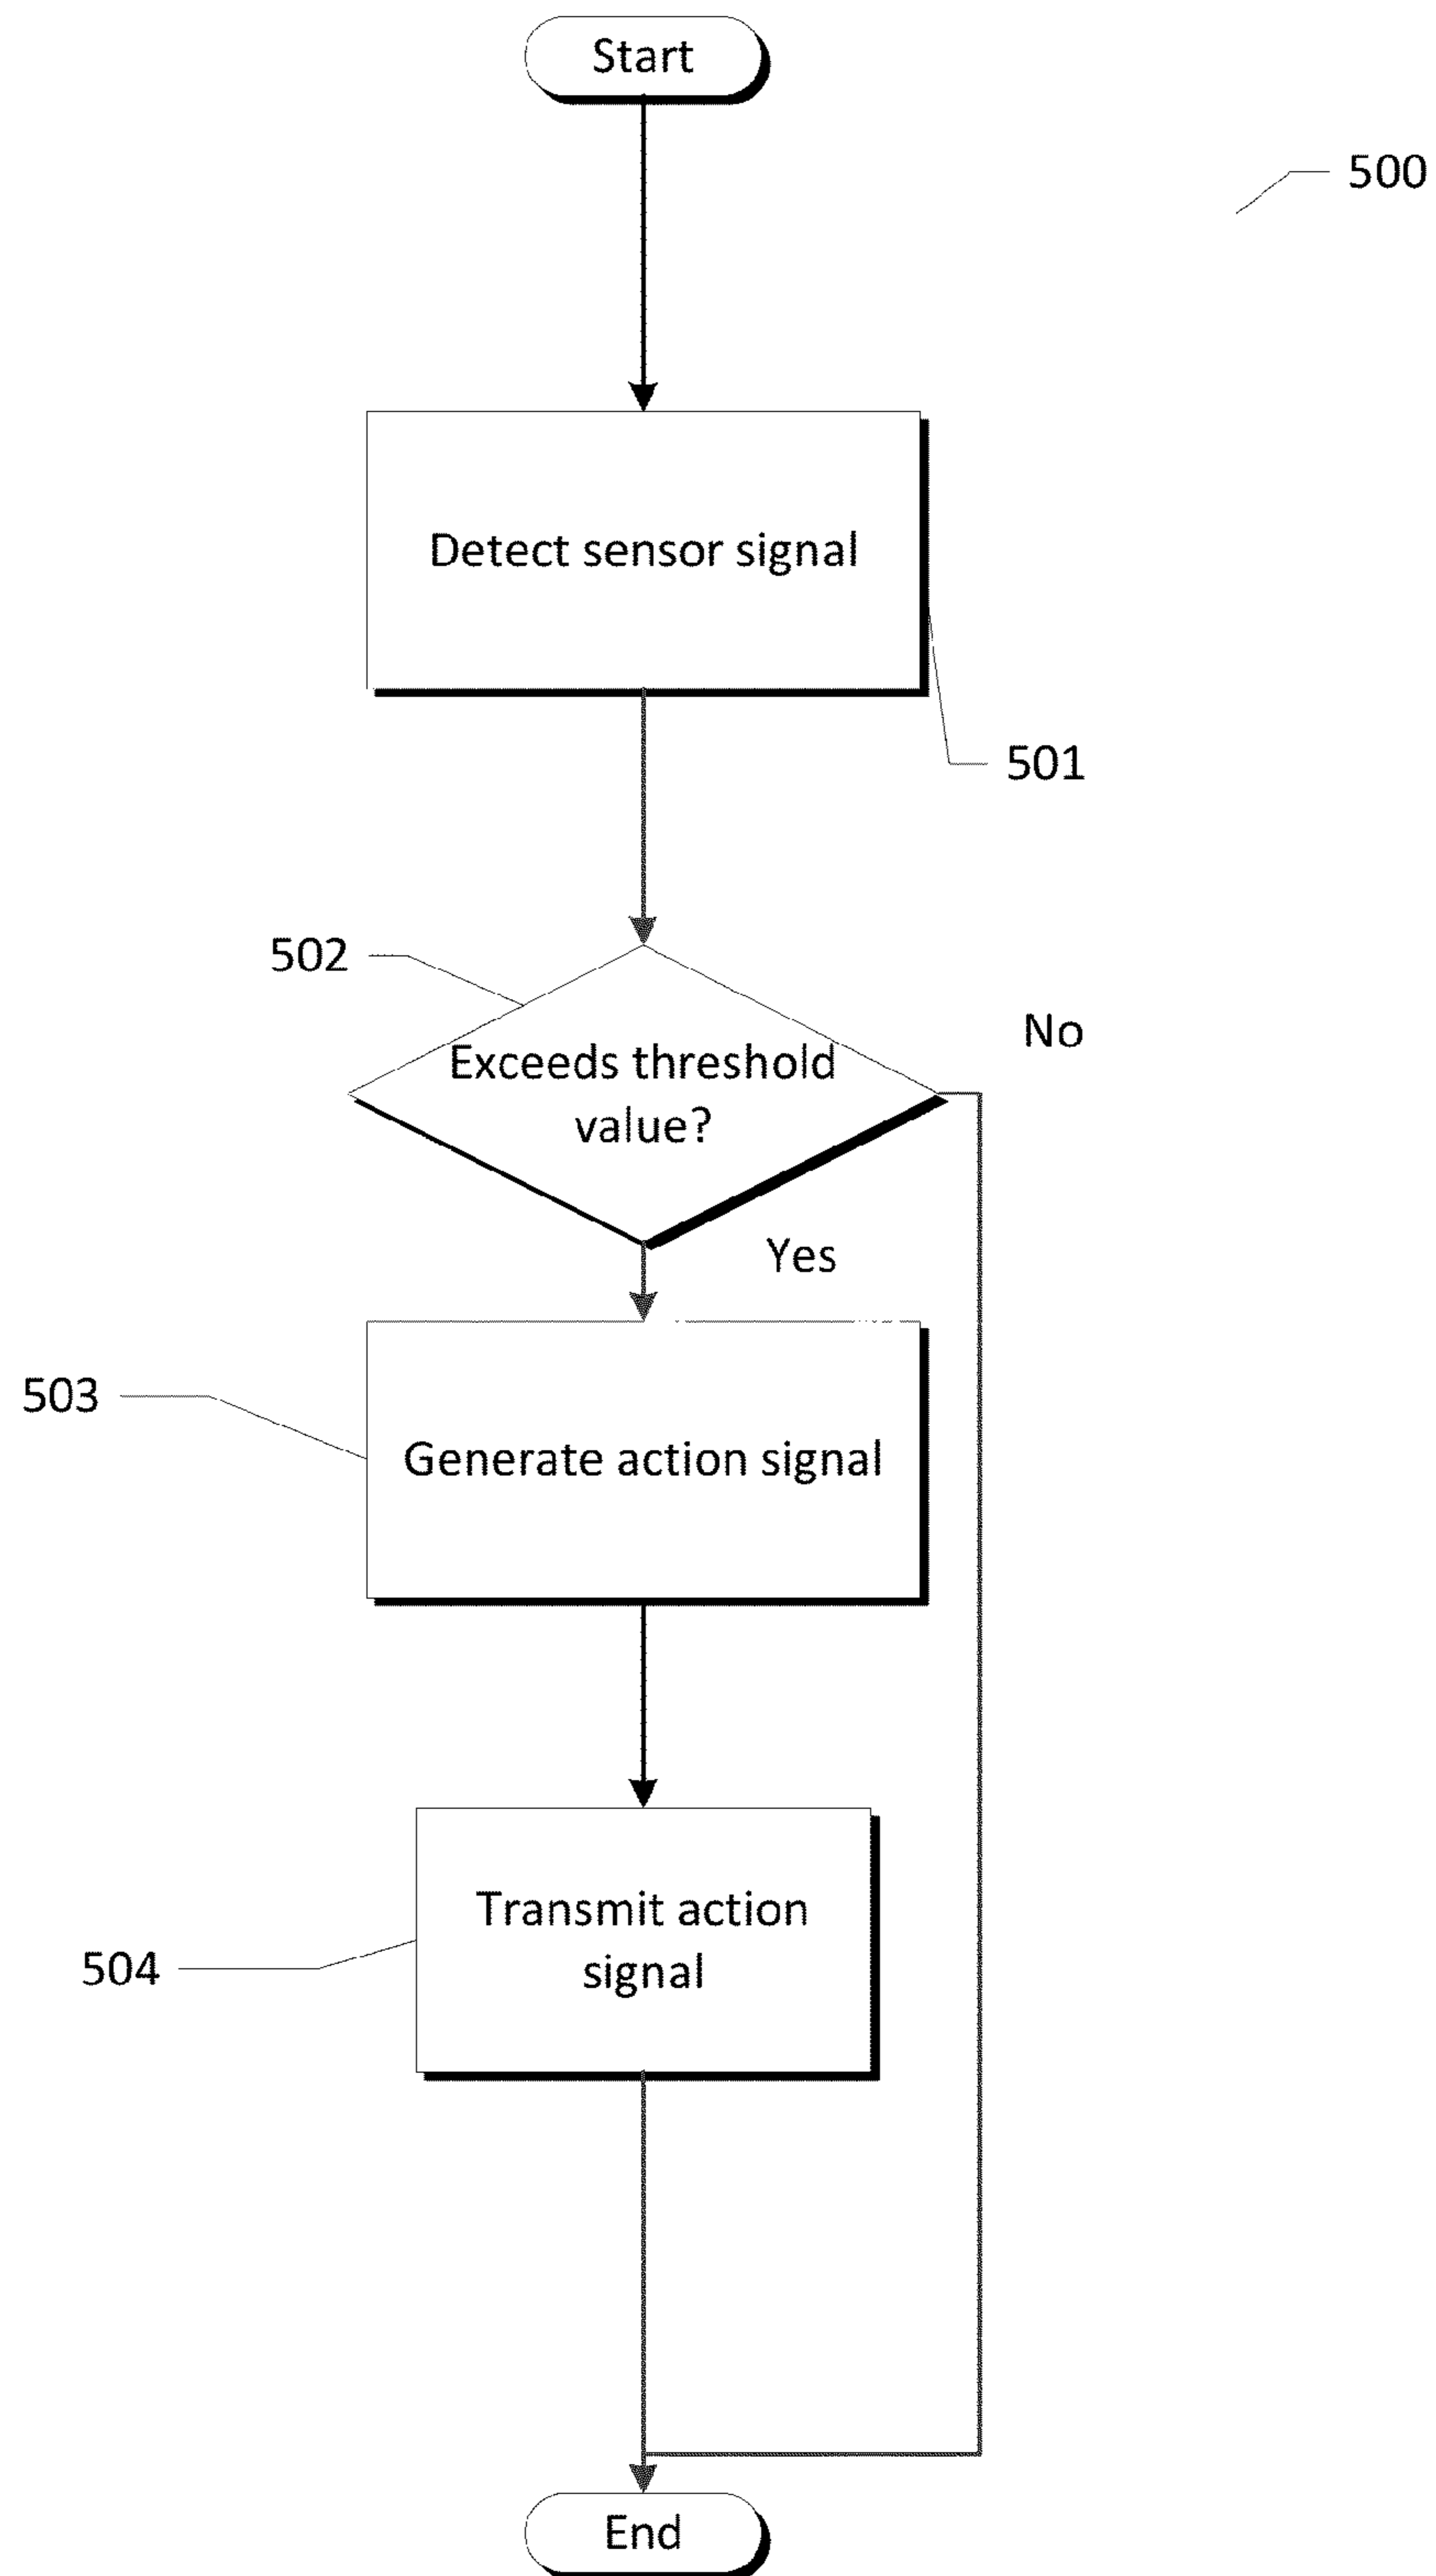 Start
500
Detect sensor signal
501
502
No
Exceeds threshold
value?
Yes
503
Generate action signal
Transmit action
signal
504
End